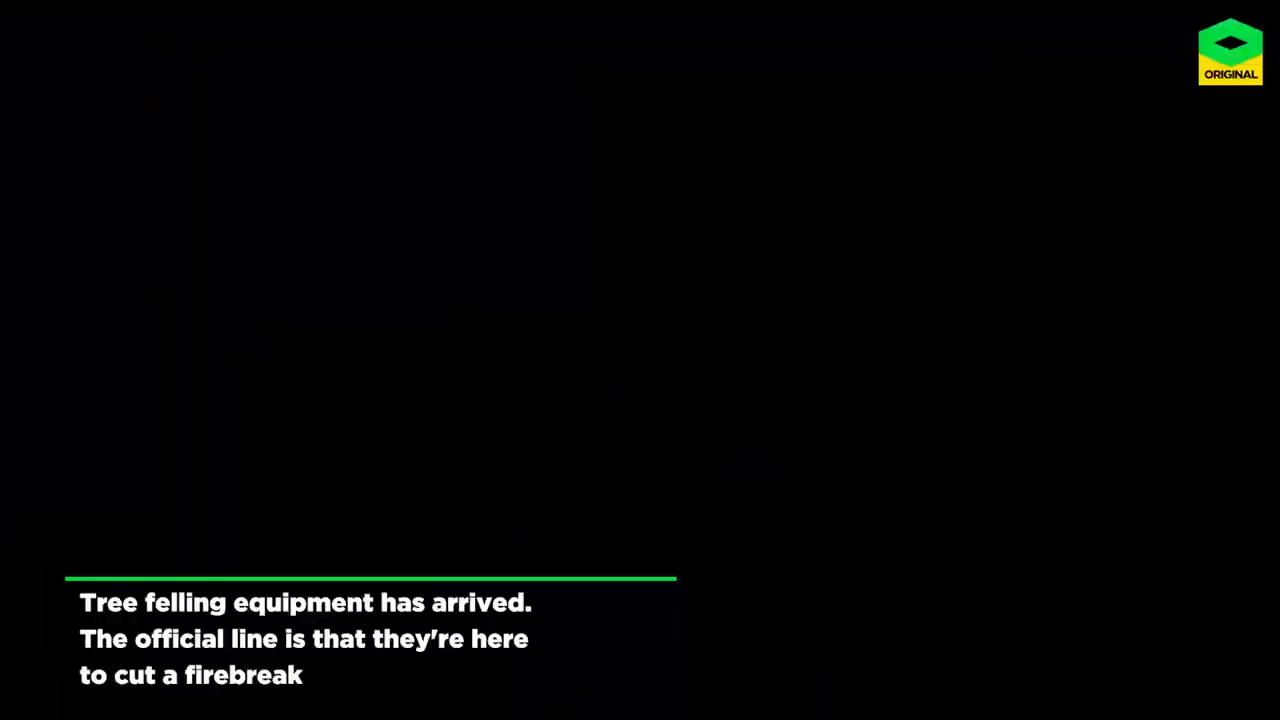 ORIGINAL
Tree felling equipment has arrived.
The official line is that they're here
to cut a firebreak